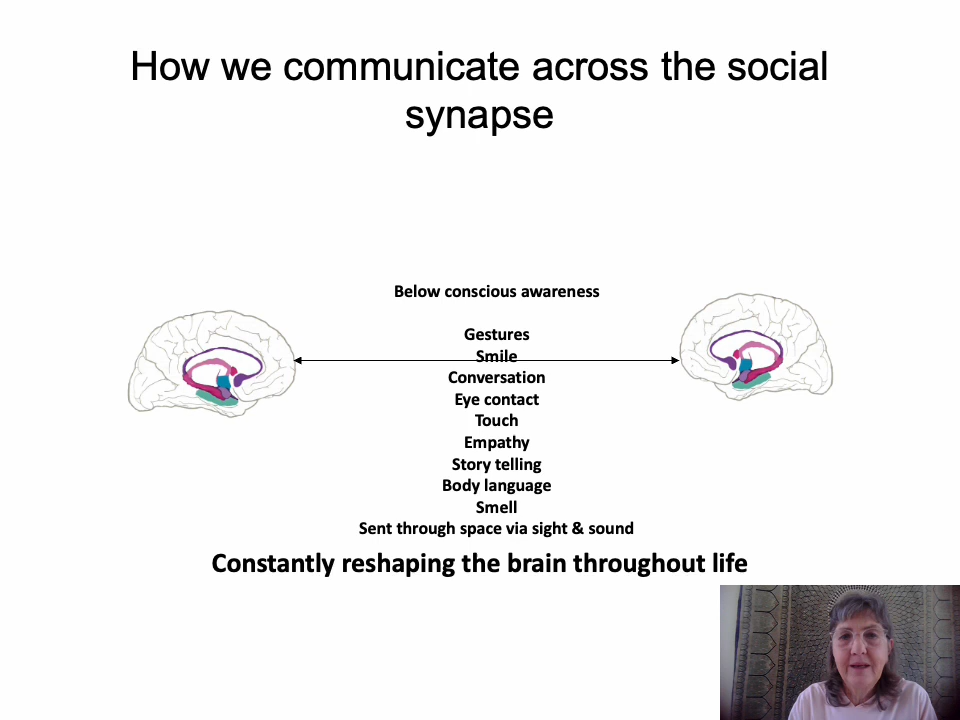 How we communicate across the social
synapse
Below conscious awareness
Gestures
Smile
Conversation
Eye contact
Touch
Empathy
Story telling
Body language
Smell
Sent through space via sight & sound
Constantly reshaping the brain throughout life